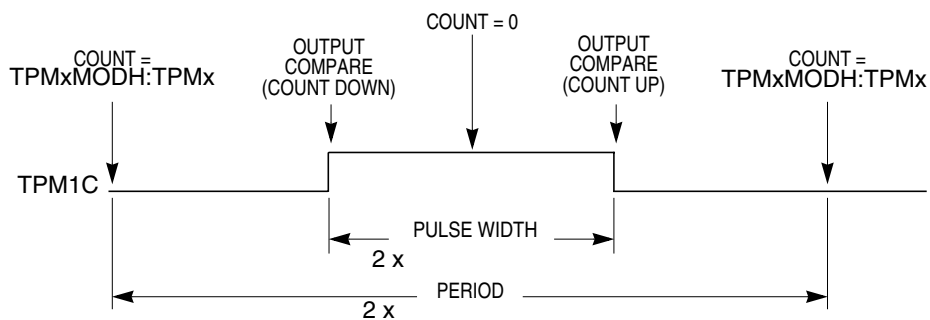 COUNT = 0
COUNT =
TPMxMODH:TPMx
OUTPUT
COMPARE
(COUNT DOWN)
OUTPUT
COMPARE
(COUNT UP)
COUNT =
TPMxMODH:TPMx
TPM1C
PULSE WIDTH
2 x
PERIOD
2 x